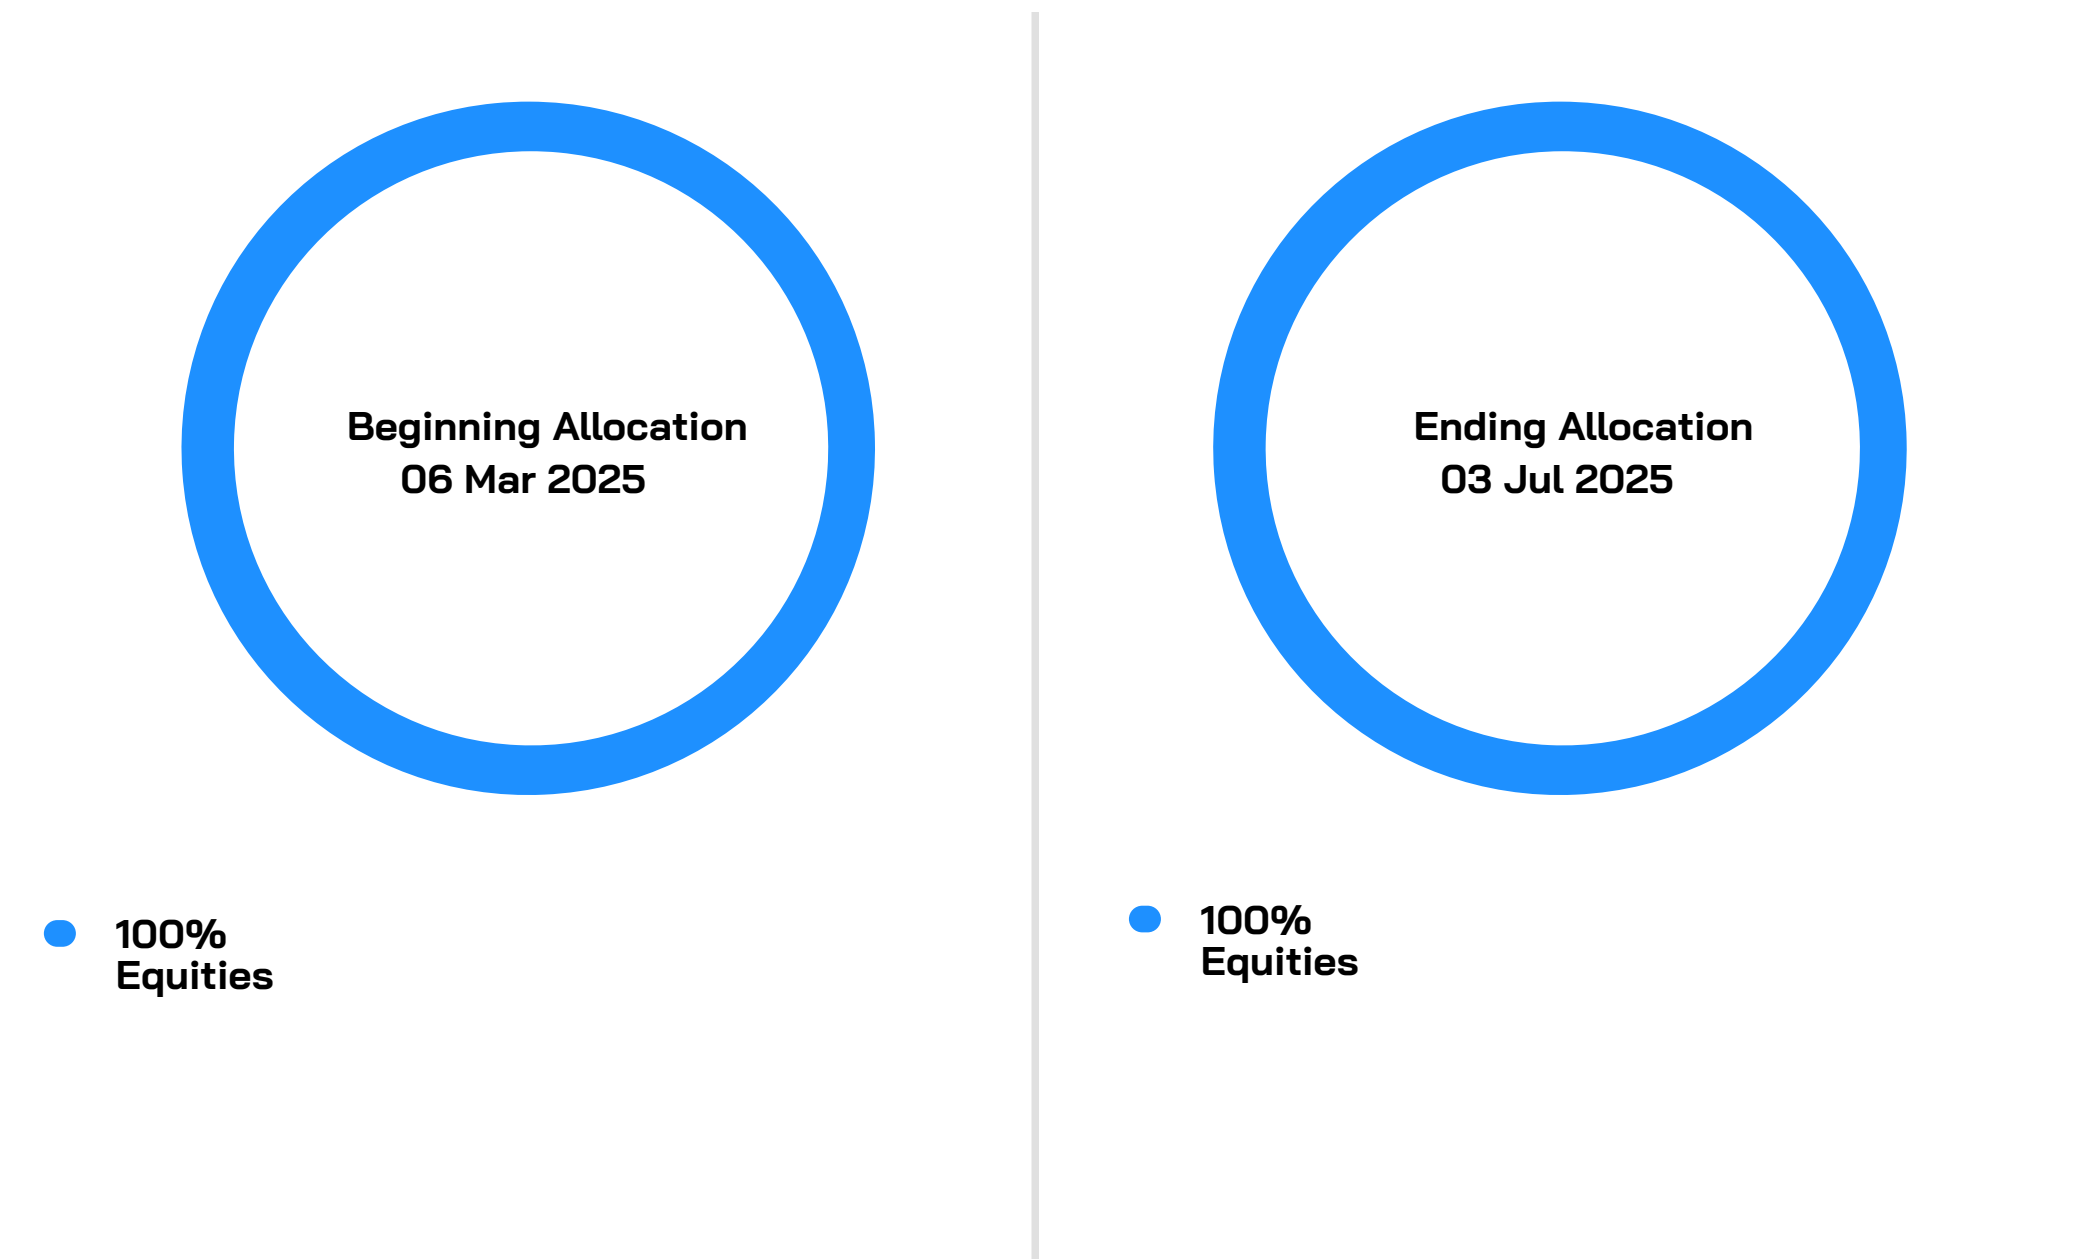 Beginning Allocation
06 Mar 2025
100%
Equities
Ending Allocation
03 Jul 2025
100%
Equities